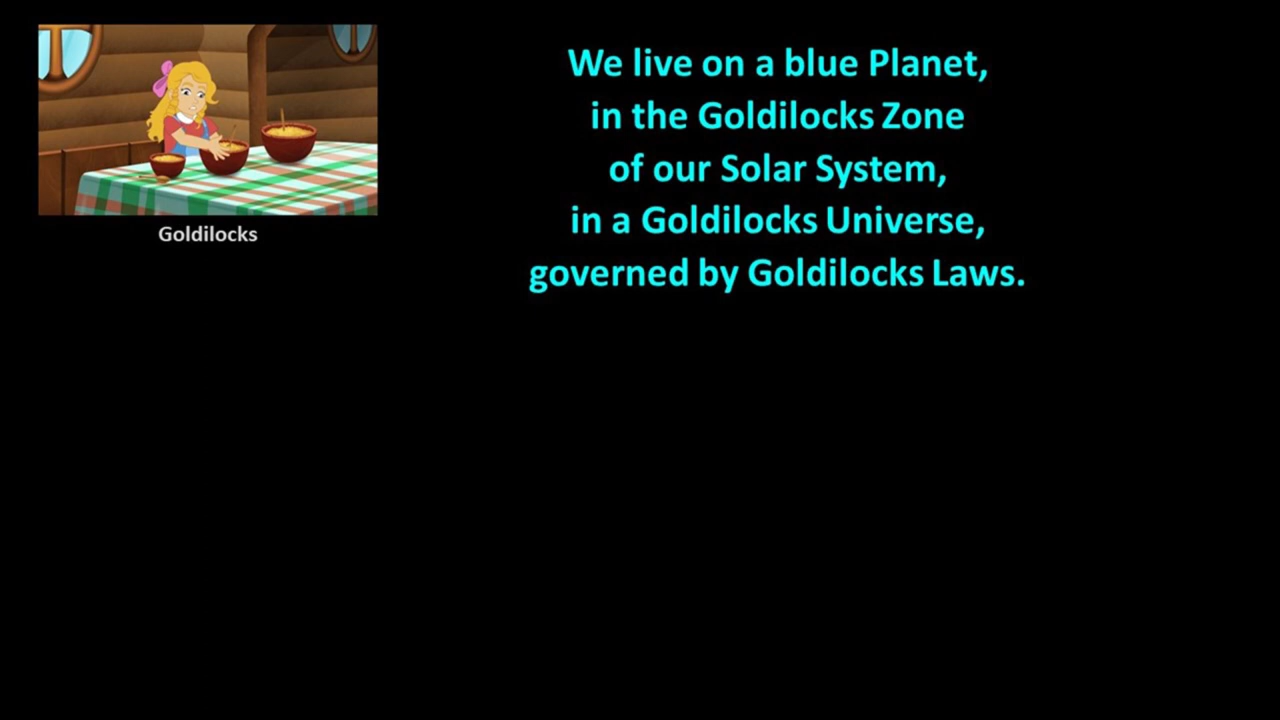 We live on a blue Planet,
in the Goldilocks Zone
of our Solar System,
in a Goldilocks Universe,
governed by Goldilocks Laws.
Goldilocks